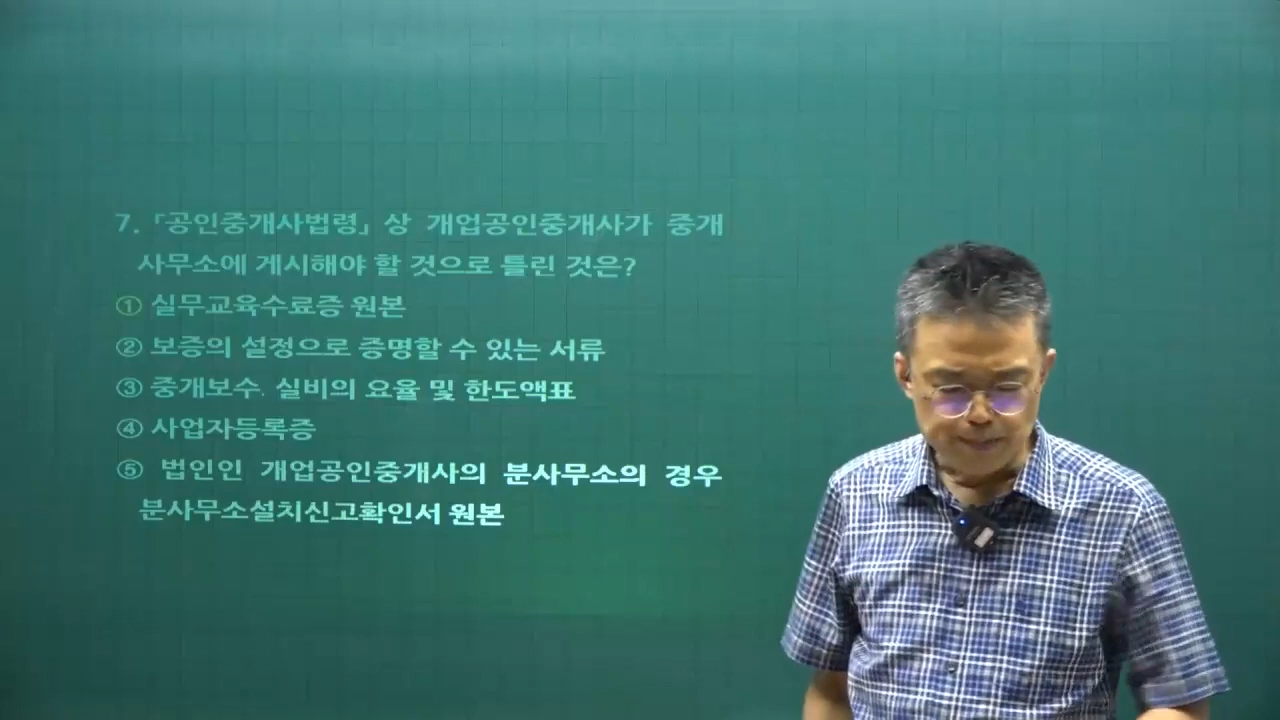 7. 「공인중개사법령」 상 개업공인중개사가 중개
사무소에 게시해야 할 것으로 틀린 것은?
① 실무교육수료증 원본
② 보증의 설정으로 증명할 수 있는 서류
③ 중개보수. 실비의 요율 및 한도액표
④ 사업자등록증
⑤ 법인인 개업공인중개사의 분사무소의 경우
분사무소설치신고확인서 원본